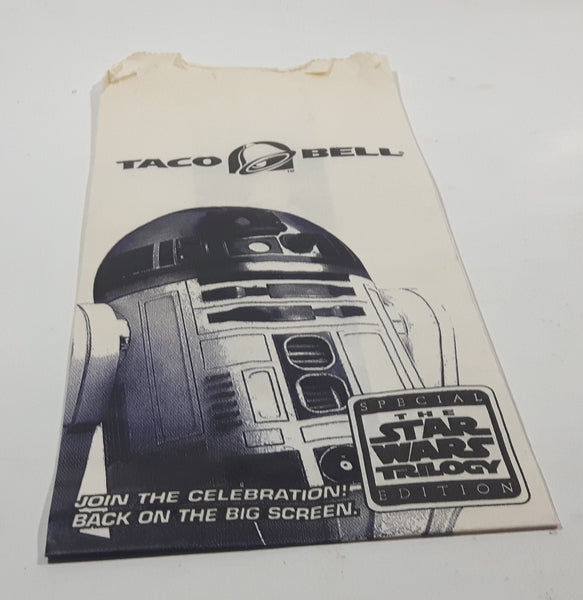 TACO BELL
SPECIAL
THE
STAR
WARS
TRILOGY
EDITION
JOIN THE CELEBRATION!
BACK ON THE BIG SCREEN.